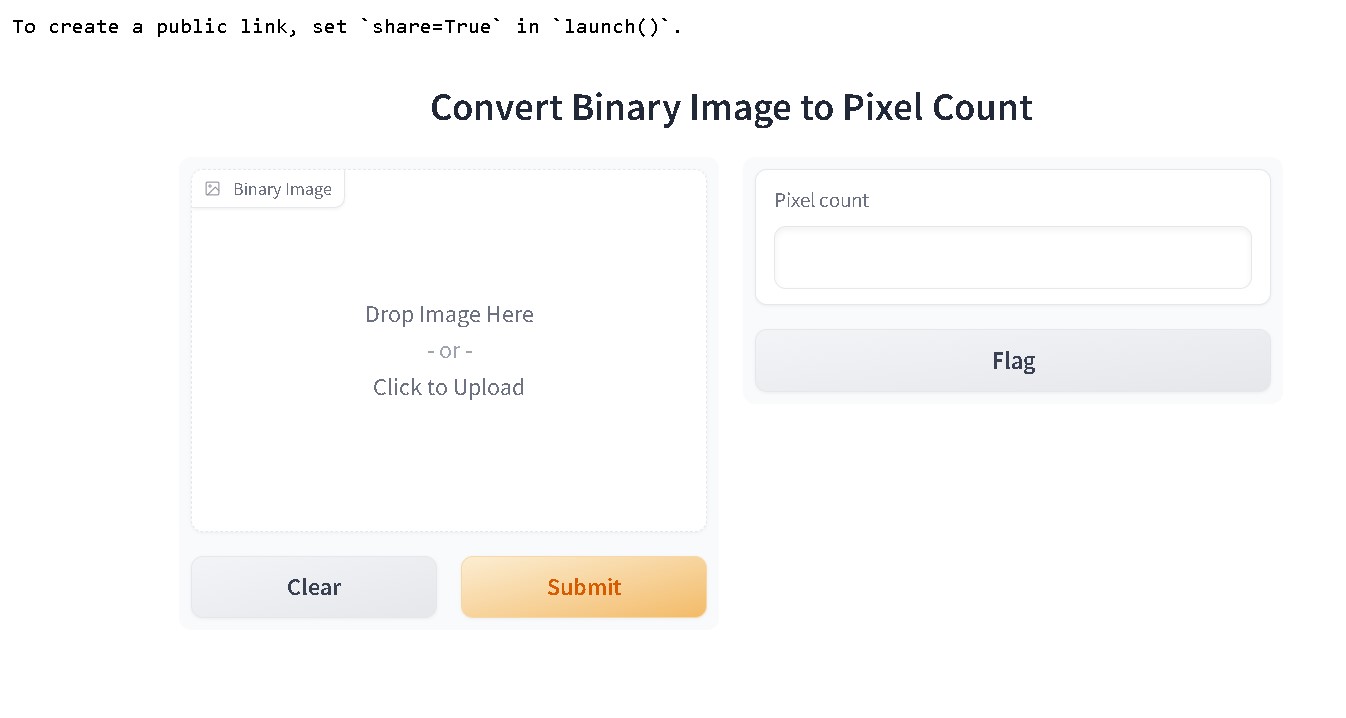 To create a public link, set `share=True` in `launch()`.
Convert Binary Image to Pixel Count
Binary Image
Drop Image Here
- or -
Click to Upload
Clear
Submit
Pixel count
Flag